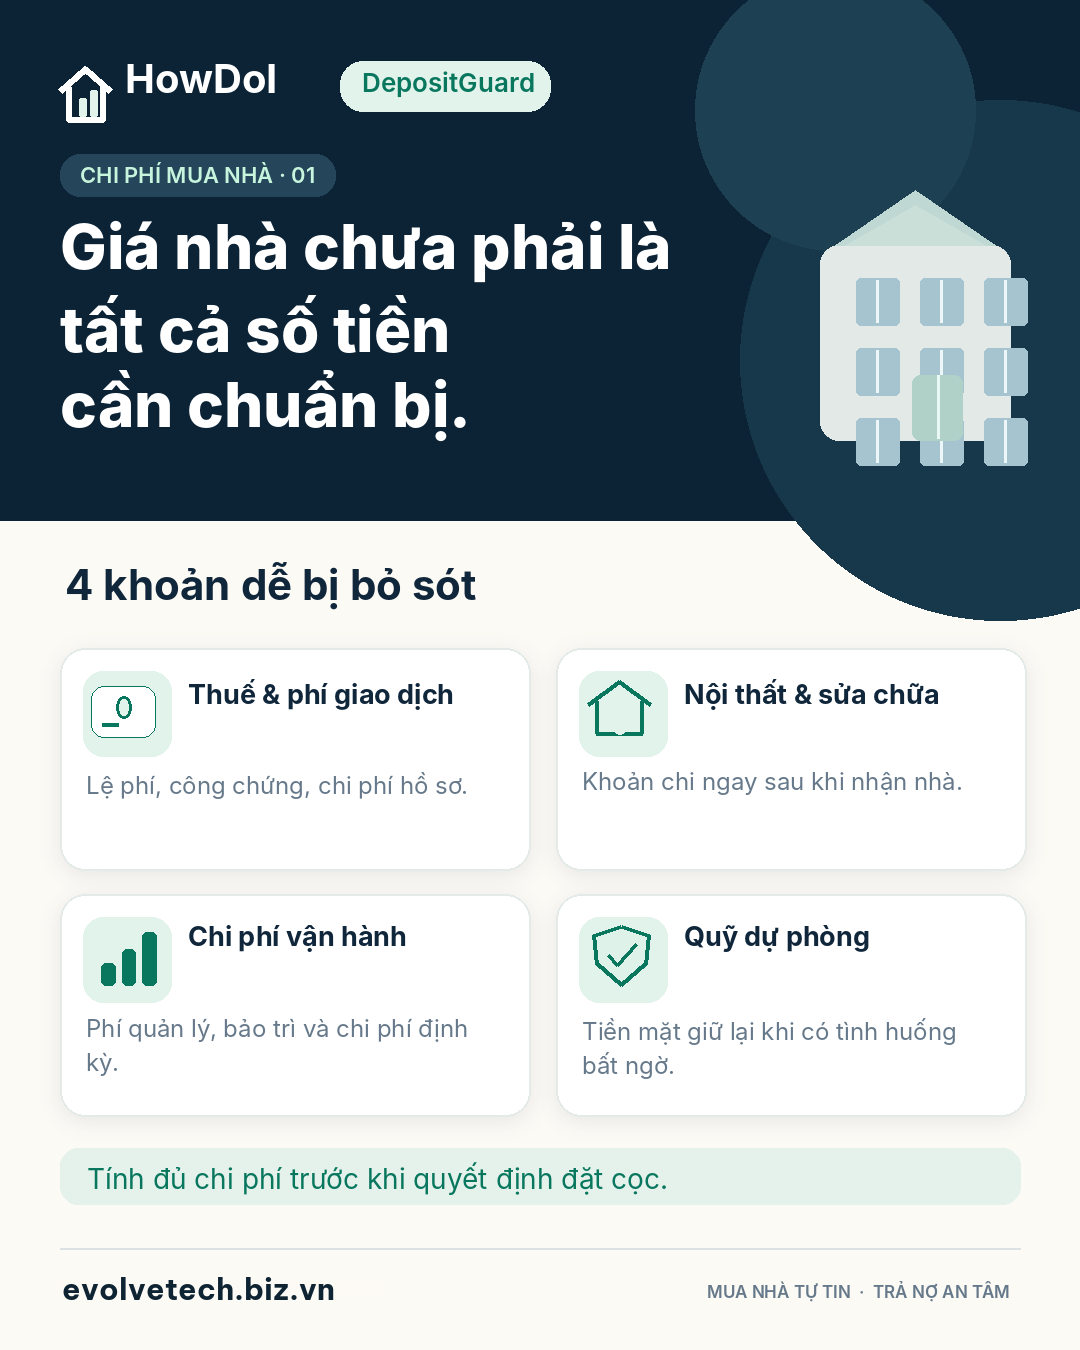 HowDoI
DepositGuard
CHI PHÍ MUA NHÀ · 01
Giá nhà chưa phải là
tất cả số tiền
cần chuẩn bị.
4 khoản dễ bị bỏ sót
Thuế & phí giao dịch
Lệ phí, công chứng, chi phí hồ sơ.
Nội thất & sửa chữa
Khoản chi ngay sau khi nhận nhà.
Chi phí vận hành
Phí quản lý, bảo trì và chi phí định
kỳ.
Quỹ dự phòng
Tiền mặt giữ lại khi có tình huống
bất ngờ.
Tính đủ chi phí trước khi quyết định đặt cọc.
evolvetech.biz.vn
MUA NHÀ TỰ TIN · TRẢ NỢ AN TÂM